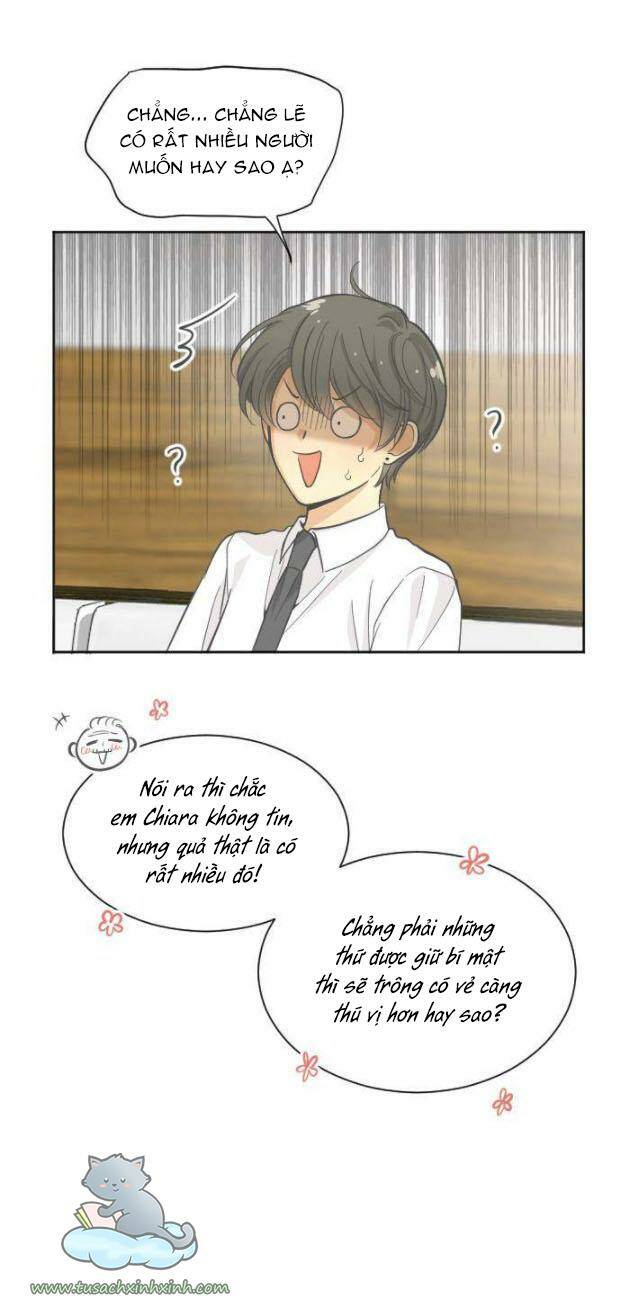 CHẲNG... CHẲNG LẼ
CÓ RẤT NHIỀU NGƯỜI
MUỐN HAY SAO Ạ?
?
?
Nói ra thì chắc
em Chiara không tin,
nhưng quả thật là có
rất nhiều đó!
Chẳng phải những
thứ được giữ bí mật
thì sẽ trông có vẻ càng
thú vị hơn hay sao?
www.tusachxinhxinh.com